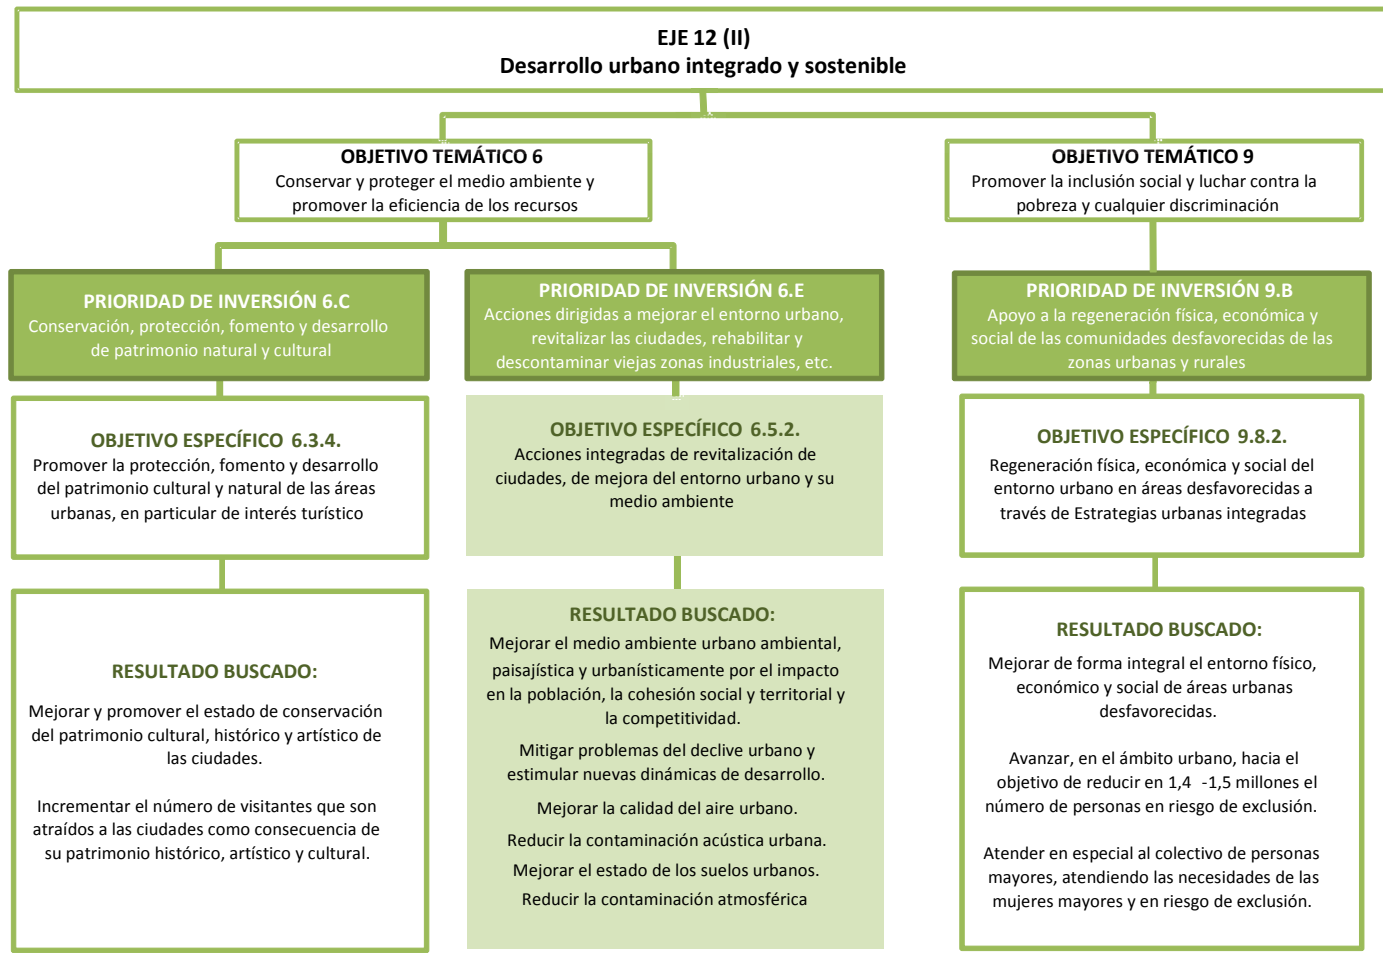 EJE 12 (II)
Desarrollo urbano integrado y sostenible
OBJETIVO TEMÁTICO 6
Conservar y proteger el medio ambiente y
promover la eficiencia de los recursos
OBJETIVO TEMÁTICO 9
Promover la inclusión social y luchar contra la
pobreza y cualquier discriminación
PRIORIDAD DE INVERSIÓN 6.C
Conservación, protección, fomento y desarrollo
de patrimonio natural y cultural
PRIORIDAD DE INVERSIÓN 6.E
Acciones dirigidas a mejorar el entorno urbano,
revitalizar las ciudades, rehabilitar y
descontaminar viejas zonas industriales, etc.
PRIORIDAD DE INVERSIÓN 9.B
Apoyo a la regeneración física, económica y
social de las comunidades desfavorecidas de las
zonas urbanas y rurales
OBJETIVO ESPECÍFICO 6.3.4.
Promover la protección, fomento y desarrollo
del patrimonio cultural y natural de las áreas
urbanas, en particular de interés turístico
OBJETIVO ESPECÍFICO 6.5.2.
Acciones integradas de revitalización de
ciudades, de mejora del entorno urbano y su
medio ambiente
OBJETIVO ESPECÍFICO 9.8.2.
Regeneración física, económica y social del
entorno urbano en áreas desfavorecidas a
través de Estrategias urbanas integradas
RESULTADO BUSCADO:
Mejorar y promover el estado de conservación
del patrimonio cultural, histórico y artístico de
las ciudades.
Incrementar el número de visitantes que son
atraídos a las ciudades como consecuencia de
su patrimonio histórico, artístico y cultural.
RESULTADO BUSCADO:
Mejorar el medio ambiente urbano ambiental,
paisajística y urbanísticamente por el impacto
en la población, la cohesión social y territorial y
la competitividad.
Mitigar problemas del declive urbano y
estimular nuevas dinámicas de desarrollo.
Mejorar la calidad del aire urbano.
Reducir la contaminación acústica urbana.
Mejorar el estado de los suelos urbanos.
Reducir la contaminación atmosférica
RESULTADO BUSCADO:
Mejorar de forma integral el entorno físico,
económico y social de áreas urbanas
desfavorecidas.
Avanzar, en el ámbito urbano, hacia el
objetivo de reducir en 1,4 -1,5 millones el
número de personas en riesgo de exclusión.
Atender en especial al colectivo de personas
mayores, atendiendo las necesidades de las
mujeres mayores y en riesgo de exclusión.